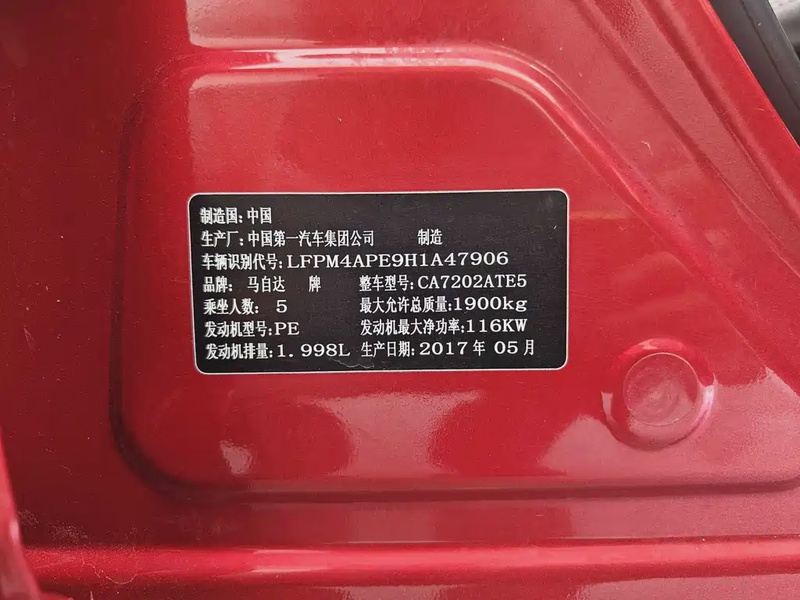 制造国:中国
生产厂:中国第一汽车集团公司 制造
车辆识别代号:LFPM4APE9H1A47906
品牌: 马自达 牌 整车型号:CA7202ATE5
乘坐人数: 5 最大允许总质量:1900kg
发动机型号:PE 发动机最大净功率:116KW
发动机排量:1.998L 生产日期:2017年 05月